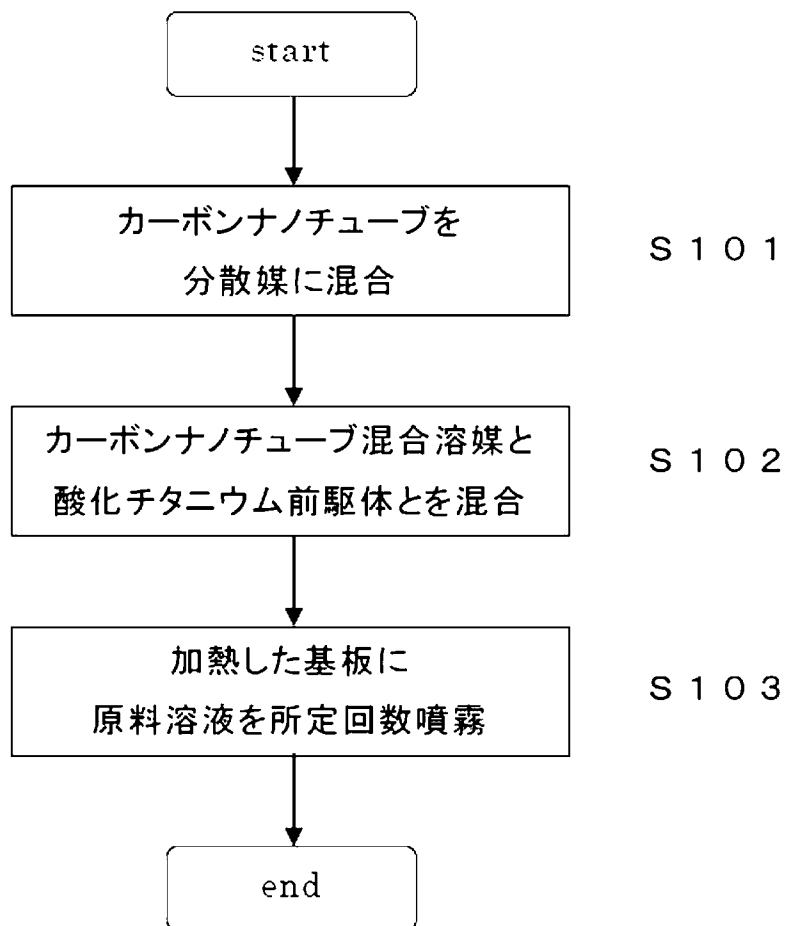 start
カーボンナノチューブを
分散媒に混合
S101
カーボンナノチューブ混合溶媒と
酸化チタニウム前駆体とを混合
S102
加熱した基板に
原料溶液を所定回数噴霧
S103
end